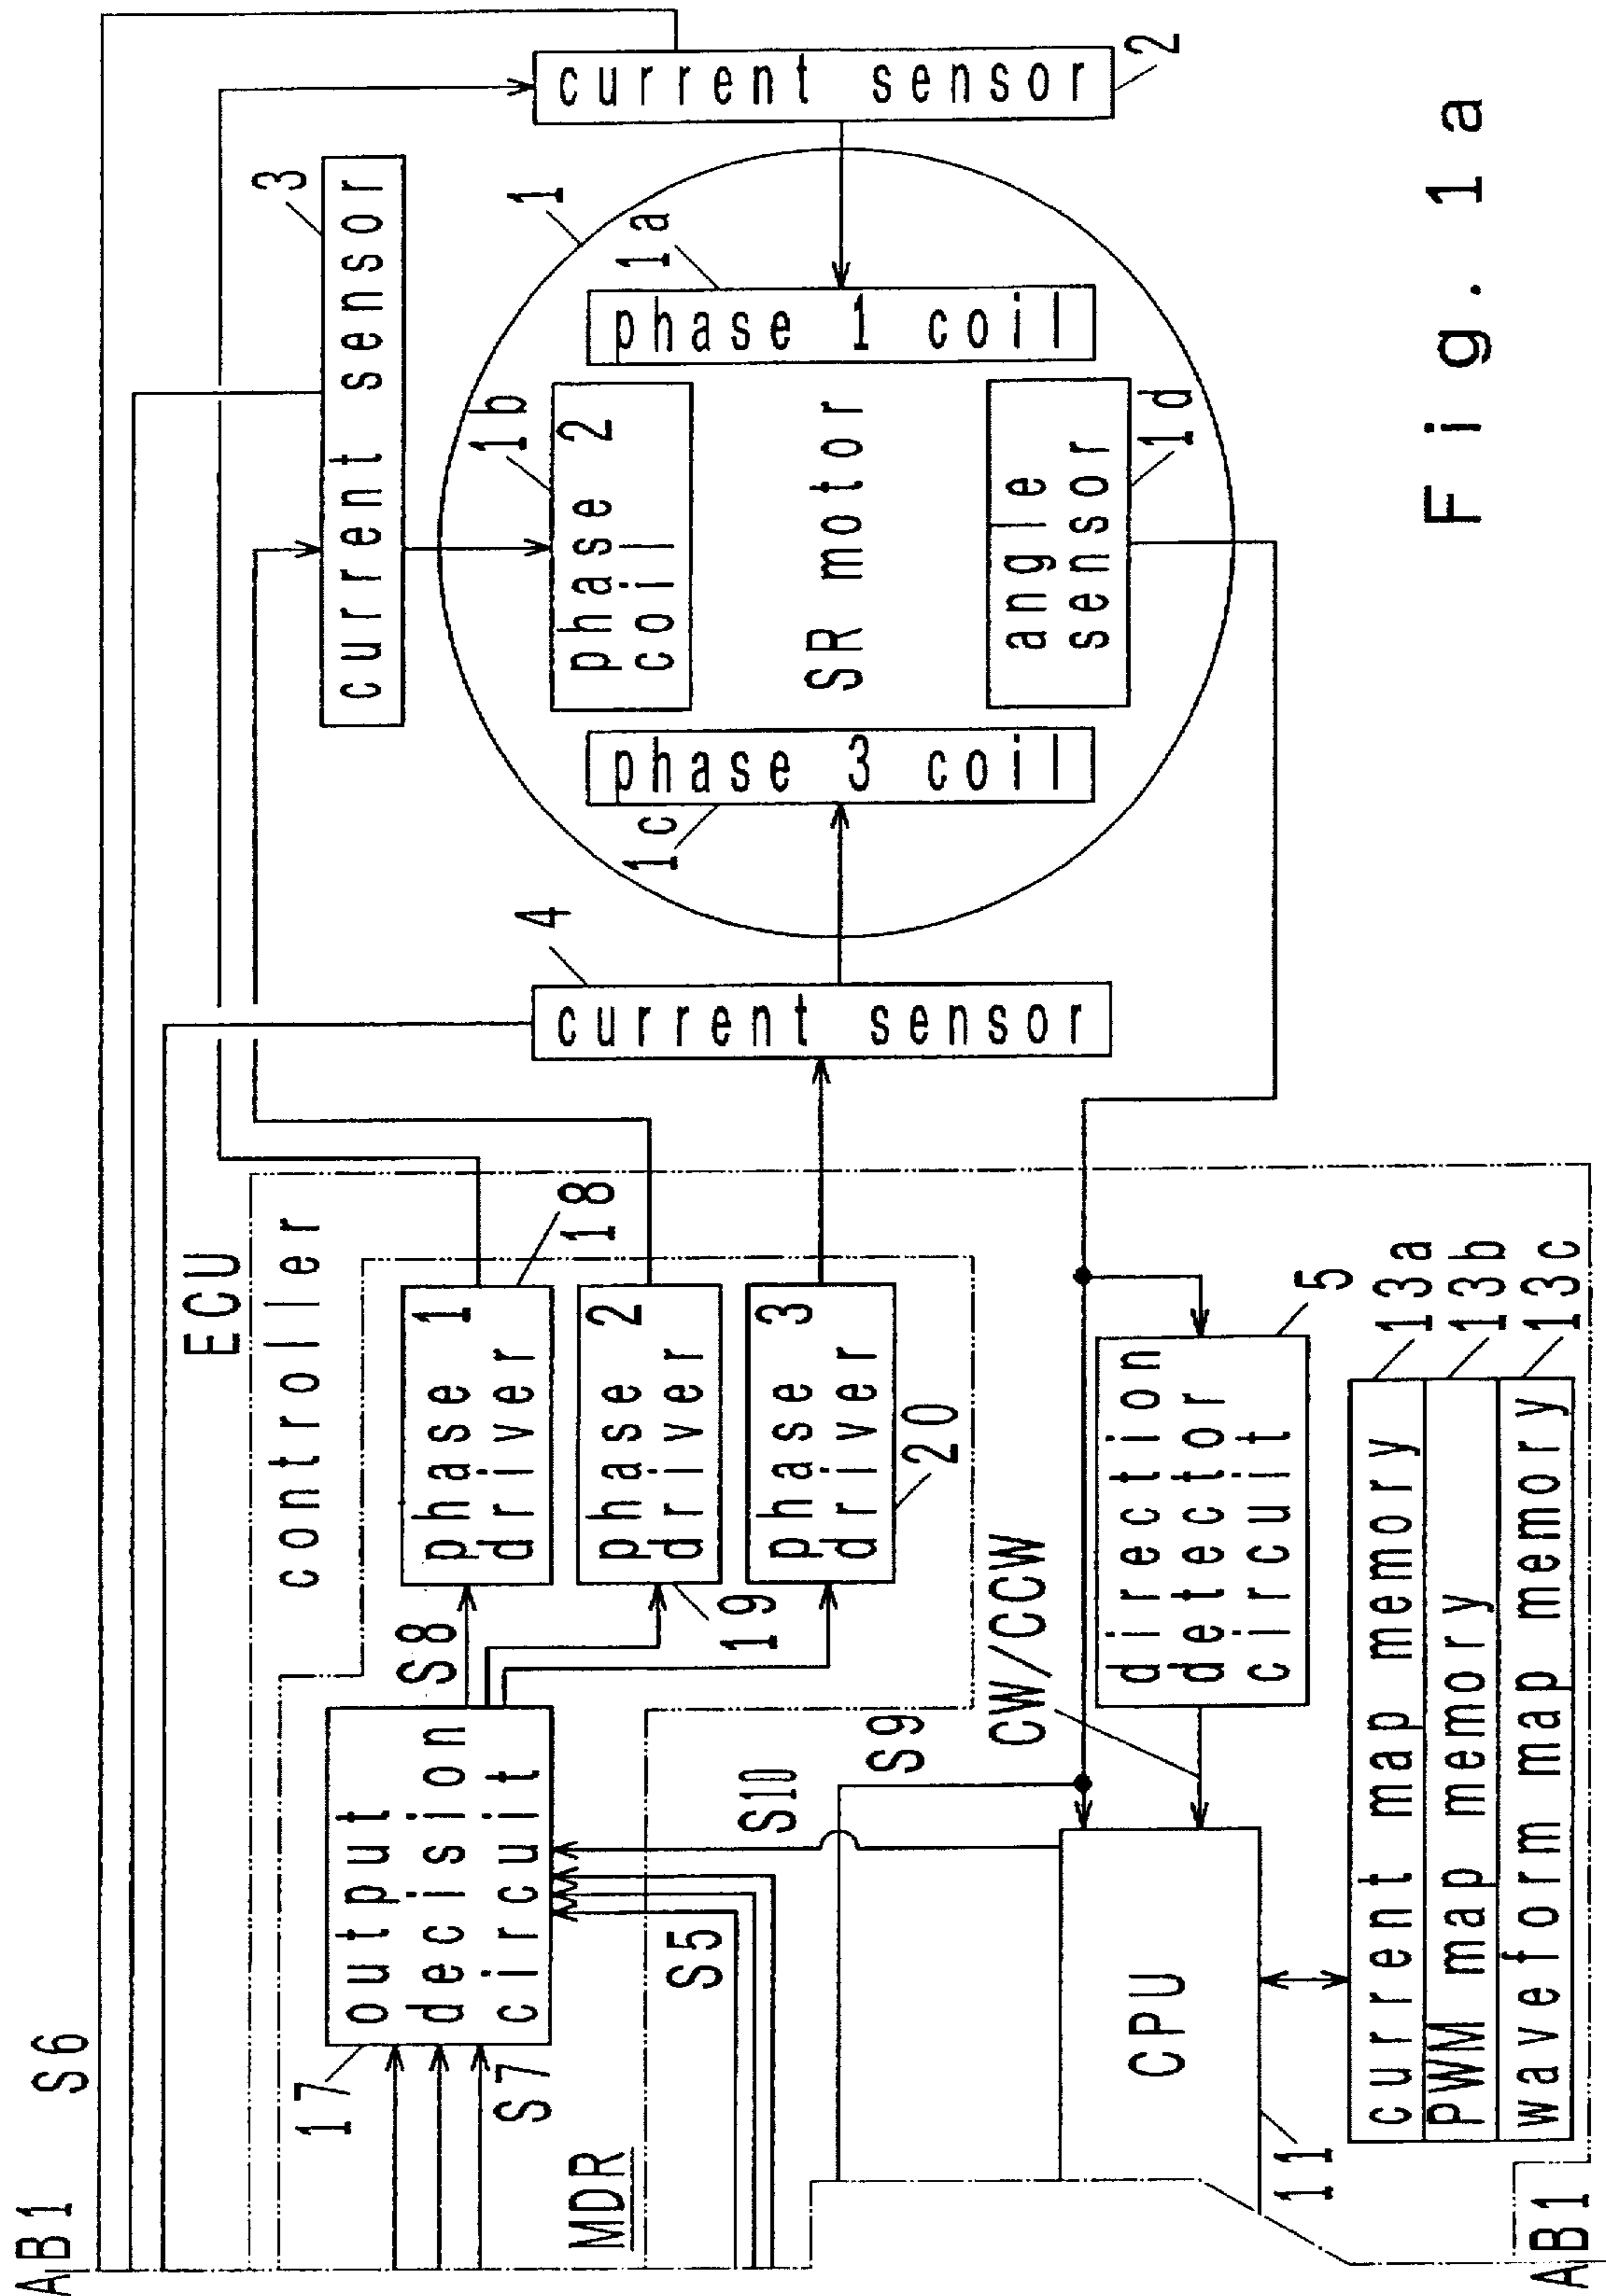 AB1
S6
ECU
controller
17
output
decision
circuit
S7
MDR
S8
phase 1
driver
18
phase 2
driver
19
phase 3
driver
20
S5
S10
S9
CW/CCW
direction
detector
circuit
5
CPU
11
current map memory
PWM map memory
waveform map memory
13a
13b
13c
AB1
current sensor
4
current sensor
3
current sensor
2
1
phase 1 coil
1a
phase 2
coil
1b
phase 3 coil
1c
SR motor
angle
sensor
1d
Fig. 1a